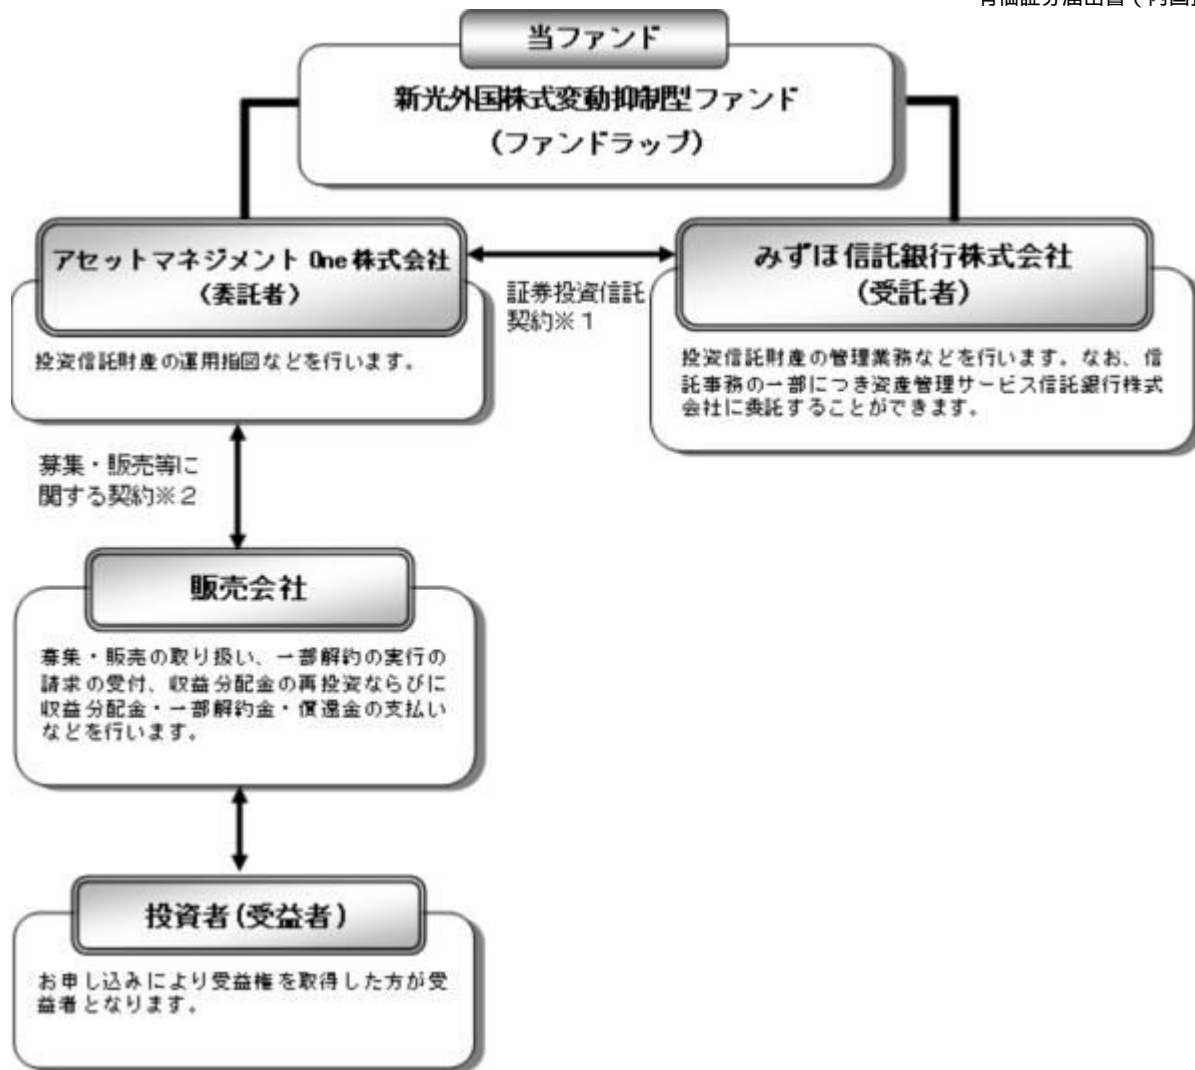 当ファンド
新光外国株式変動抑制型ファンド
(ファンドラップ)
アセットマネジメント One 株式会社
(委託者)
みずほ信託銀行株式会社
(受託者)
証券投資信託
契約※1
投資信託財産の運用指図などを行います。
投資信託財産の管理業務などを行います。なお、信
託事務の一部につき資産管理サービス信託銀行株式
会社に委託することができます。
募集・販売等に
関する契約※2
販売会社
募集・販売の取り扱い、一部解約の実行の
請求の受付、収益分配金の再投資ならびに
収益分配金・一部解約金・償還金の支払い
などを行います。
投資者(受益者)
お申し込みにより受益権を取得した方が受
益者となります。